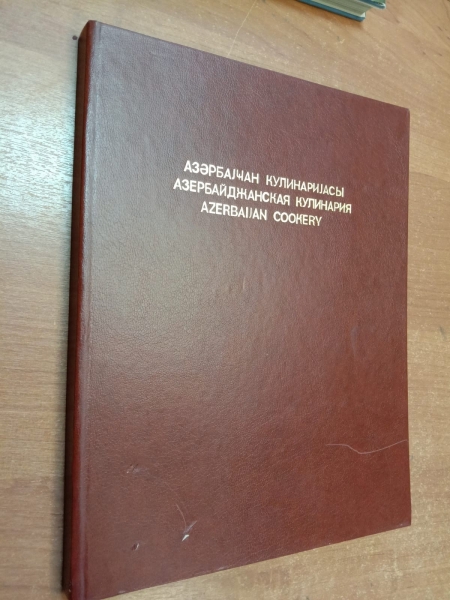 АЗӘРБАЈҸАН КУЛИНАРИЈАСЫ
АЗЕРБАЙДЖАНСКАЯ КУЛИНАРИЯ
AZERBAIJAN COOKERY